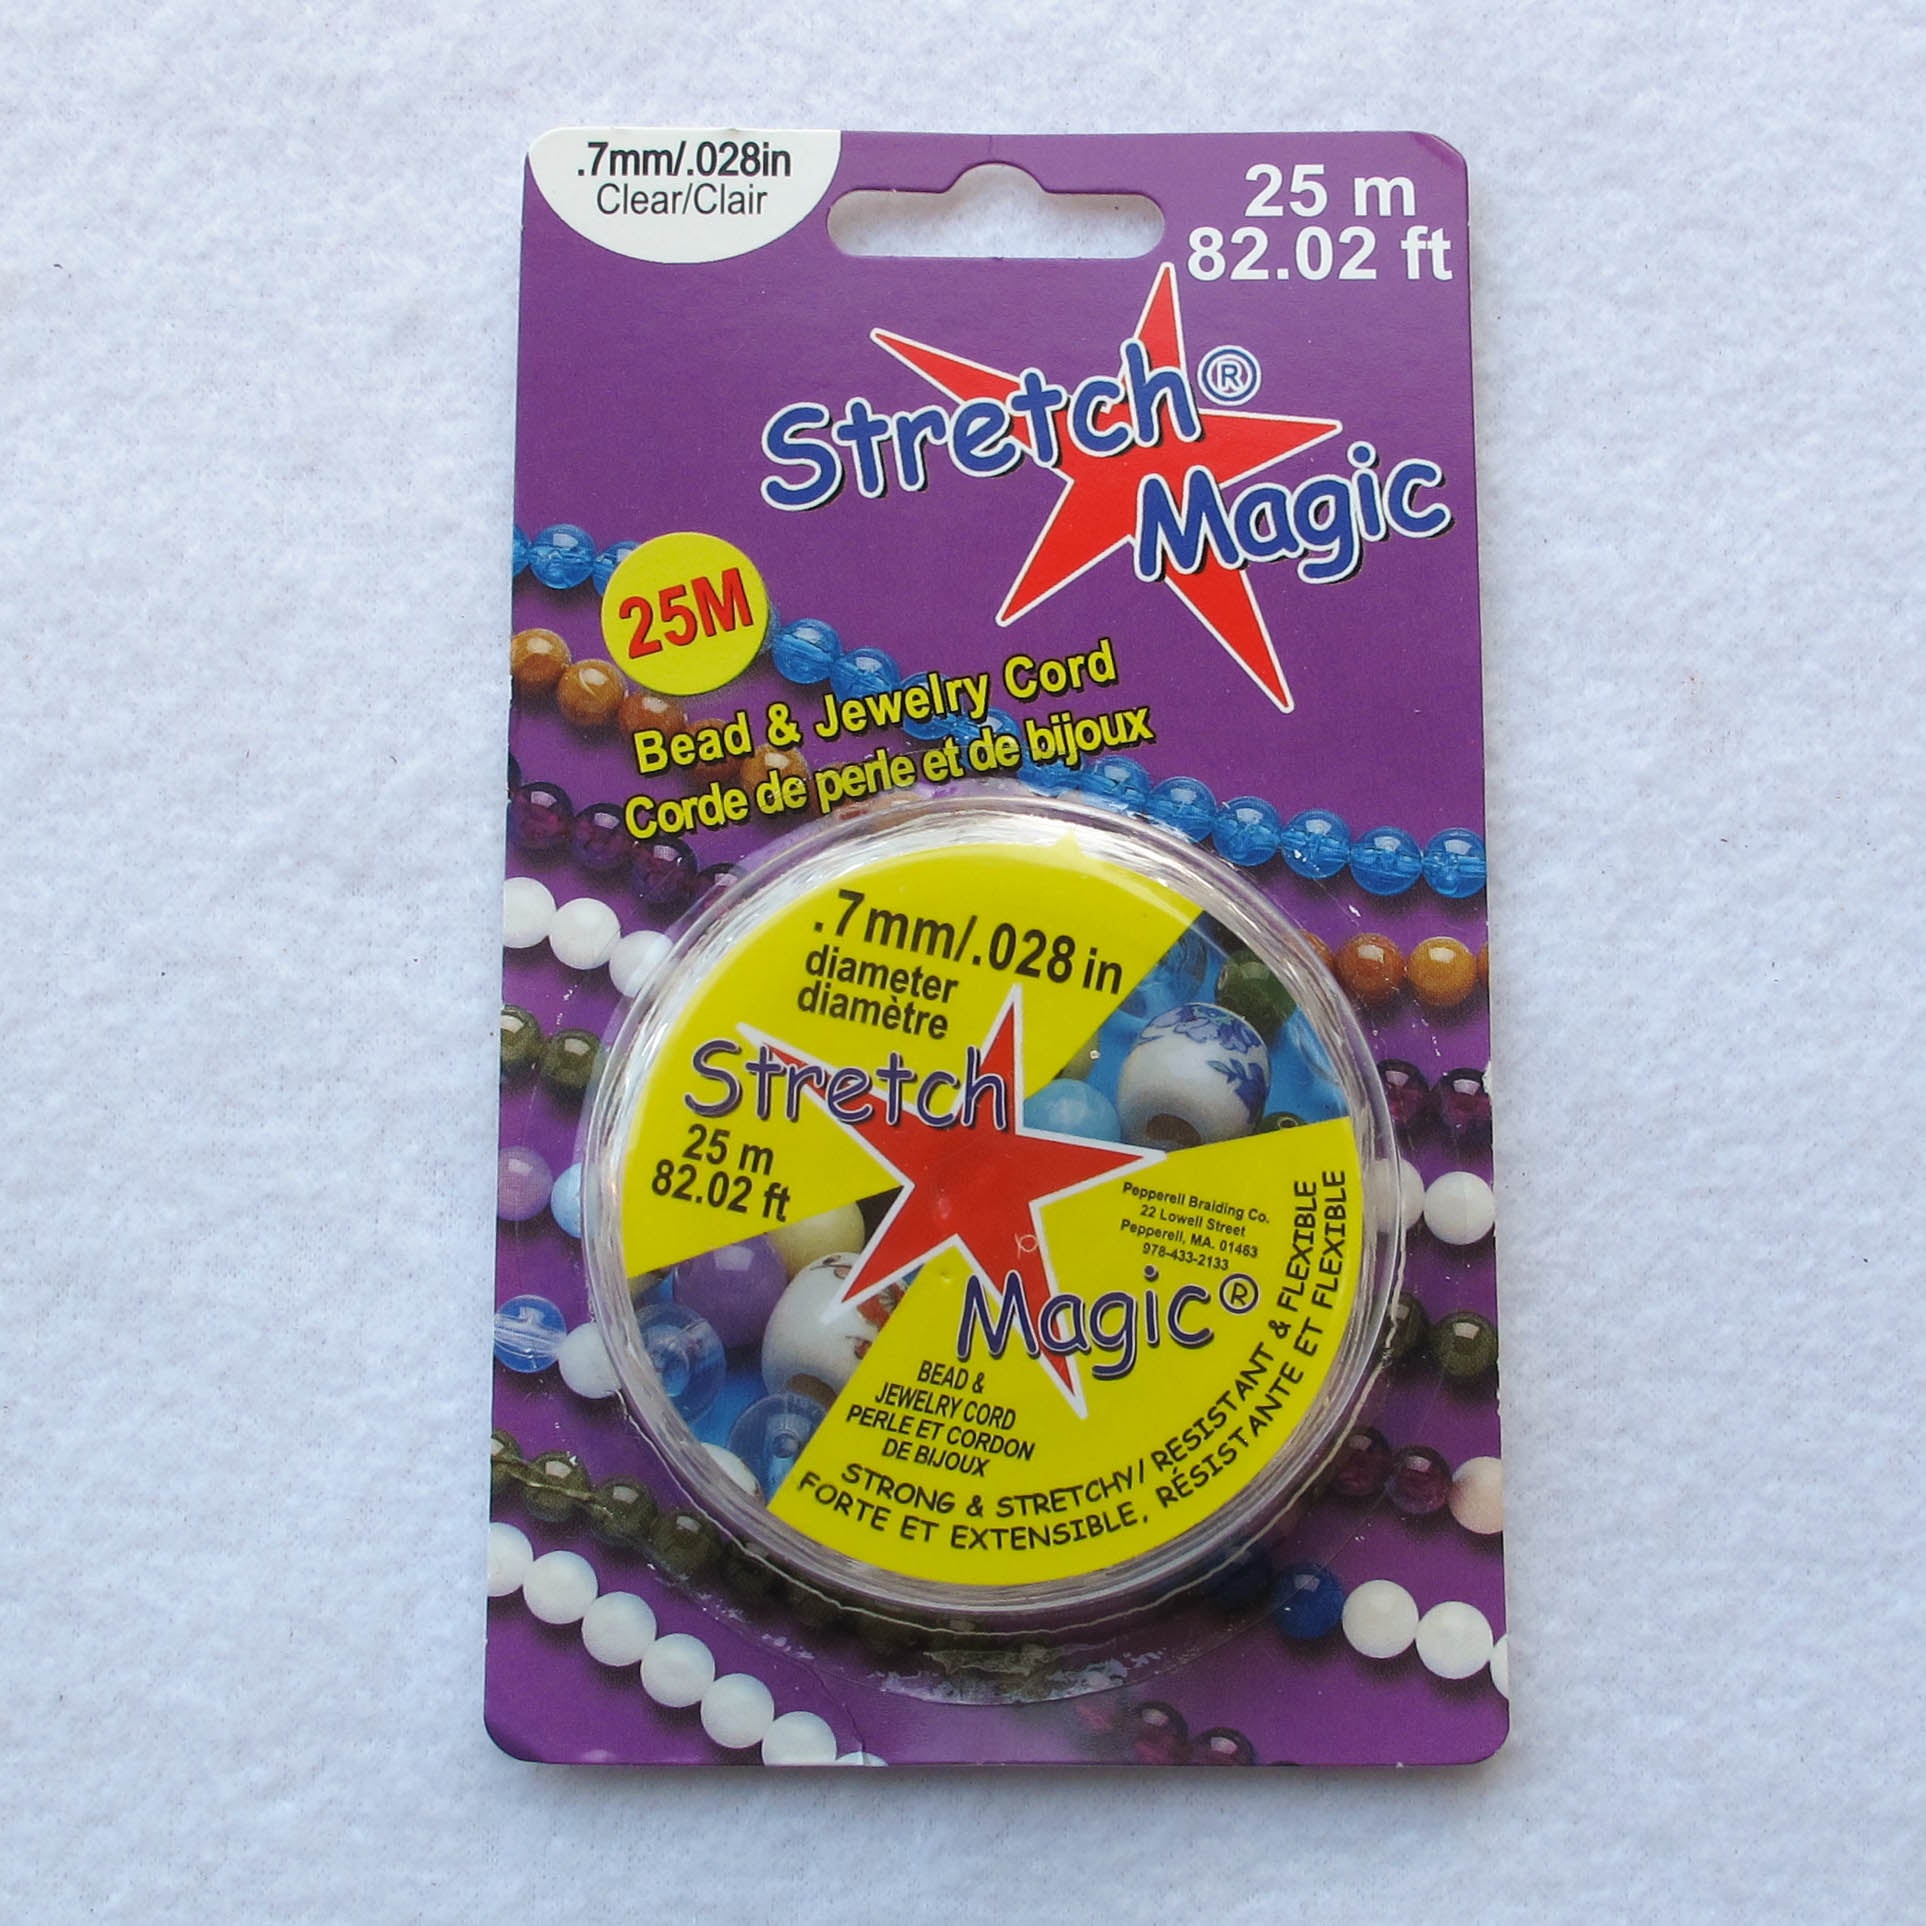 .7mm/.028in
Clear/Clair
25 m
82.02 ft
Stretch®
Magic
25M
Bead & Jewelry Cord
Corde de perle et de bijoux
.7mm/.028 in
diameter
diamètre
Stretch
25 m
82.02 ft
Pepperell Braiding Co.
22 Lowell Street
Pepperell, MA. 01463
978-433-2133
Magic®
BEAD &
JEWELRY CORD
PERLE ET CORDON
DE BIJOUX
STRONG & STRETCHY/ RESISTANT & FLEXIBLE
FORTE ET EXTENSIBLE, RÉSISTANTE ET FLEXIBLE